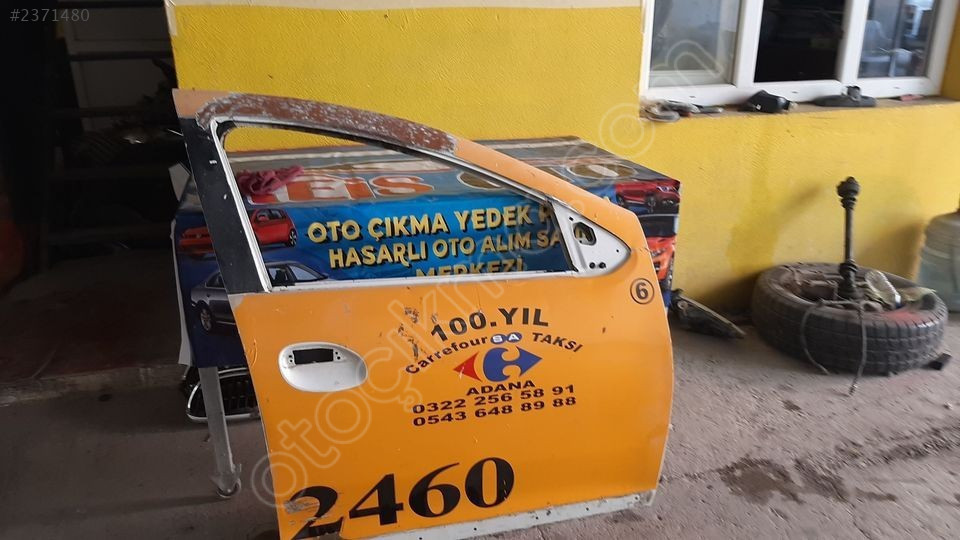 #2371480
OTO ÇIKMA YEDEK
HASARLI OTO ALIM
MERKEZİ
6
100.YIL
Carrefour SA TAKSİ
ADANA
0322 256 58 91
0543 648 89 88
2460